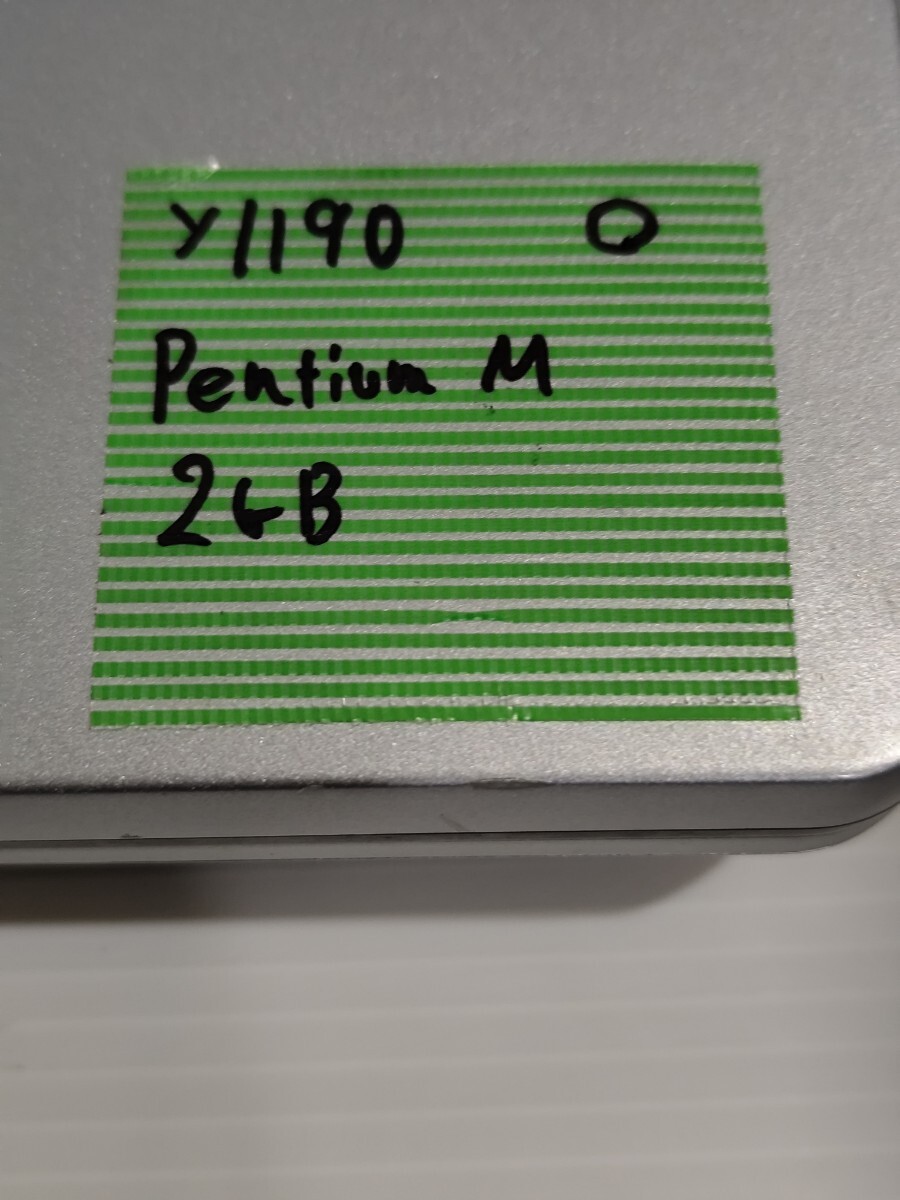 Y1190 ○
Pentium M
2GB